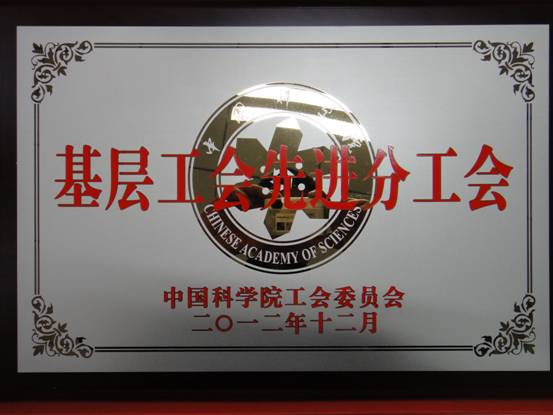 基层工会先进分工会
CHINESE ACADEMY OF SCIENCES
中国科学院工会委员会
二〇一二年十二月